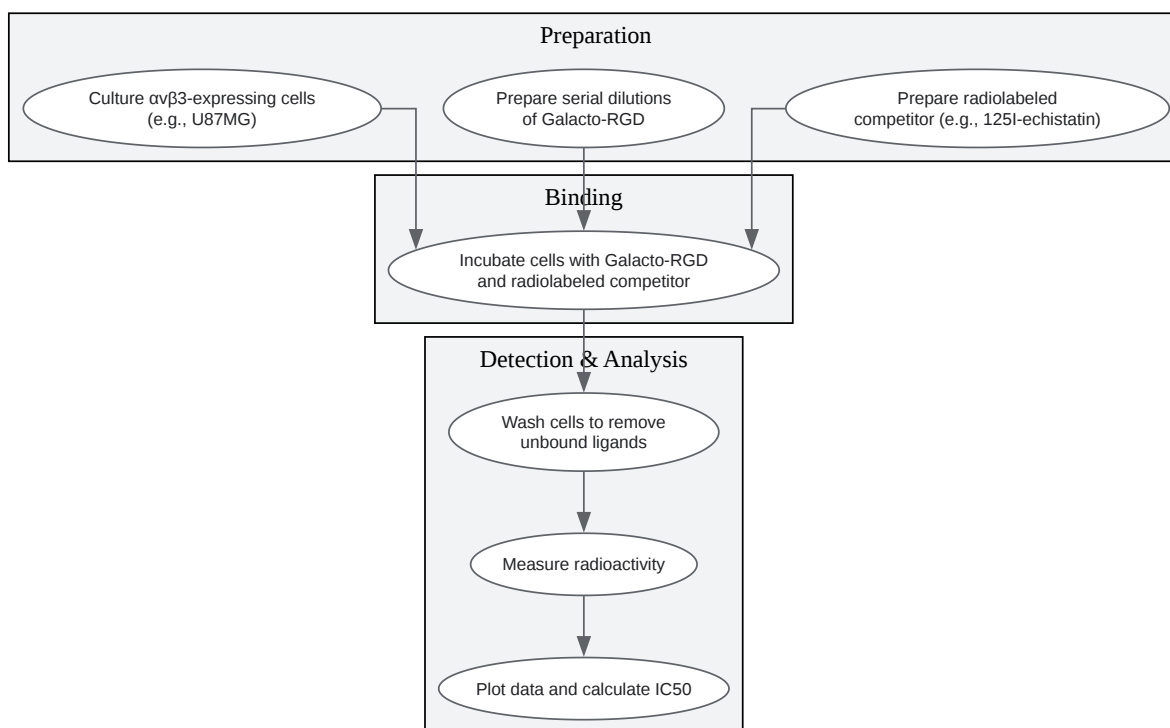 Preparation
Culture αvβ3-expressing cells
(e.g., U87MG)
Prepare serial dilutions
of Galacto-RGD
Prepare radiolabeled
competitor (e.g., 125I-echistatin)
Binding
Incubate cells with Galacto-RGD
and radiolabeled competitor
Detection & Analysis
Wash cells to remove
unbound ligands
Measure radioactivity
Plot data and calculate IC50